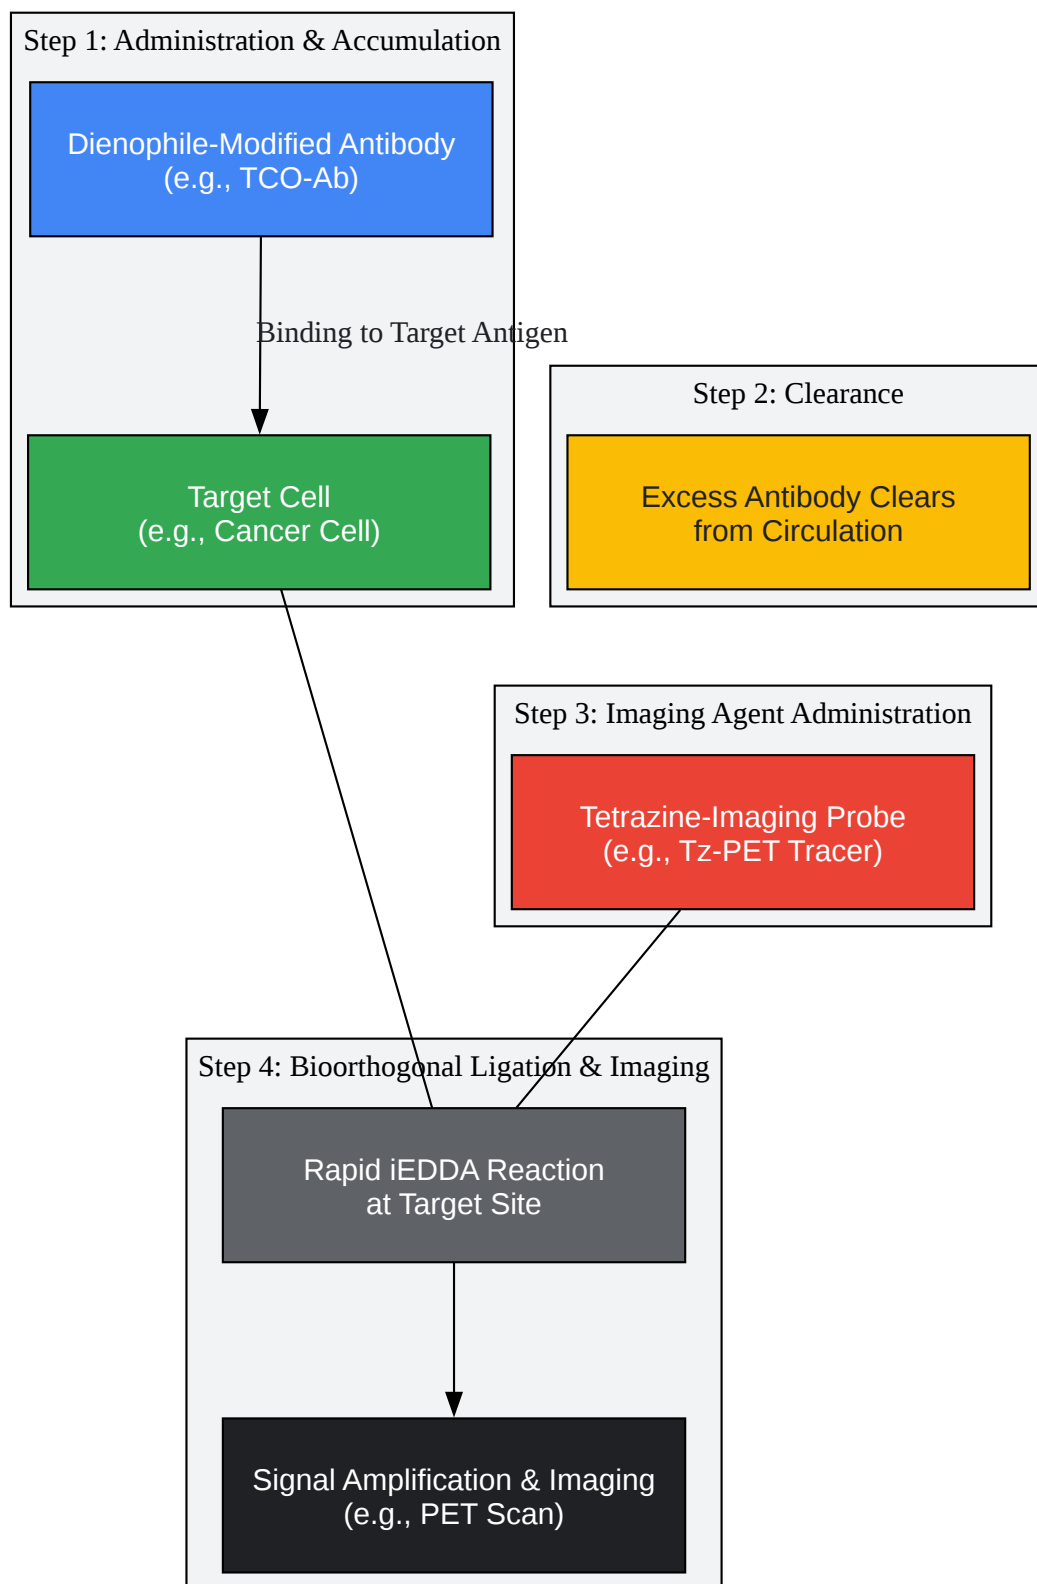 Step 1: Administration & Accumulation
Dienophile-Modified Antibody
(e.g., TCO-Ab)
Binding to Target Antigen
Target Cell
(e.g., Cancer Cell)
Step 2: Clearance
Excess Antibody Clears
from Circulation
Step 3: Imaging Agent Administration
Tetrazine-Imaging Probe
(e.g., Tz-PET Tracer)
Step 4: Bioorthogonal Ligation & Imaging
Rapid iEDDA Reaction
at Target Site
Signal Amplification & Imaging
(e.g., PET Scan)